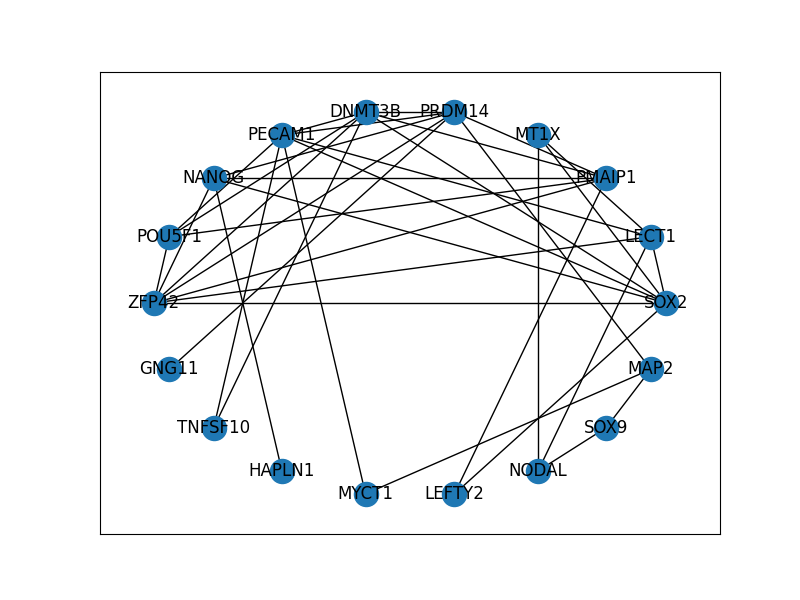 DNMT3B
PRDM14
PECAM1
MT1X
NANOG
PMAIP1
POU5F1
LECT1
ZFP42
SOX2
GNG11
MAP2
TNFSF10
SOX9
HAPLN1
NODAL
MYCT1
LEFTY2